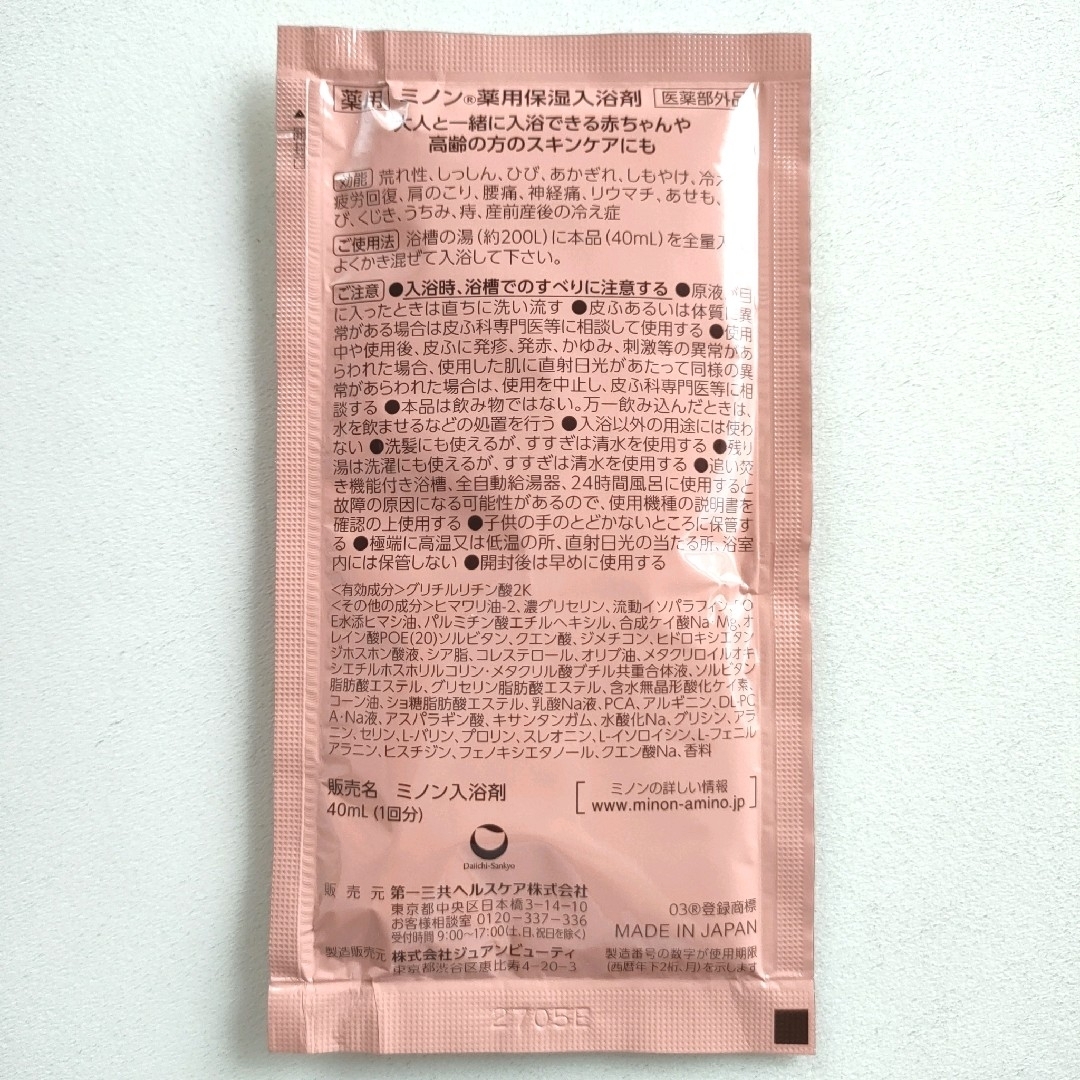 薬用 ミノン®薬用保湿入浴剤 医薬部外品
大人と一緒に入浴できる赤ちゃんや
高齢の方のスキンケアにも
開封口
効能 荒れ性、しっしん、ひび、あかぎれ、しもやけ、冷え
疲労回復、肩のこり、腰痛、神経痛、リウマチ、あせも、
び、くじき、うちみ、痔、産前産後の冷え症
ご使用法 浴槽の湯(約200L)に本品(40mL)を全量入
よくかき混ぜて入浴して下さい。
ご注意 ●入浴時、浴槽でのすべりに注意する ●原液が目
に入ったときは直ちに洗い流す ●皮ふあるいは体質に異
常がある場合は皮ふ科専門医等に相談して使用する ●使用
中や使用後、皮ふに発疹、発赤、かゆみ、刺激等の異常があ
らわれた場合、使用した肌に直射日光があたって同様の異
常があらわれた場合は、使用を中止し、皮ふ科専門医等に相
談する ●本品は飲み物ではない。万一飲み込んだときは、
水を飲ませるなどの処置を行う ●入浴以外の用途には使わ
ない ●洗髪にも使えるが、すすぎは清水を使用する ●残り
湯は洗濯にも使えるが、すすぎは清水を使用する ●追い焚
き機能付き浴槽、全自動給湯器、24時間風呂に使用すると
故障の原因になる可能性があるので、使用機種の説明書を
確認の上使用する ●子供の手のとどかないところに保管す
る ●極端に高温又は低温の所、直射日光の当たる所、浴室
内には保管しない ●開封後は早めに使用する
<有効成分>グリチルリチン酸2K
<その他の成分>ヒマワリ油-2、濃グリセリン、流動イソパラフィン、PO
E水添ヒマシ油、パルミチン酸エチルヘキシル、合成ケイ酸Na·Mg、オ
レイン酸POE(20)ソルビタン、クエン酸、ジメチコン、ヒドロキシエタン
ジホスホン酸液、シア脂、コレステロール、オリブ油、メタクリロイルオキ
シエチルホスホリルコリン·メタクリル酸ブチル共重合体液、ソルビタン
脂肪酸エステル、グリセリン脂肪酸エステル、含水無晶形酸化ケイ素、
コーン油、ショ糖脂肪酸エステル、乳酸Na液、PCA、アルギニン、DL-PC
A·Na液、アスパラギン酸、キサンタンガム、水酸化Na、グリシン、アラ
ニン、セリン、L-バリン、プロリン、スレオニン、L-イソロイシン、L-フェニル
アラニン、ヒスチジン、フェノキシエタノール、クエン酸Na、香料
販売名 ミノン入浴剤
40mL(1回分)
ミノンの詳しい情報
www.minon-amino.jp
Daiichi-Sankyo
販売元 第一三共ヘルスケア株式会社
東京都中央区日本橋3-14-10
お客様相談室 0120-337-336
受付時間 9:00～17:00(土、日、祝日を除く)
製造販売元 株式会社ジュアンビューティ
東京都渋谷区恵比寿4-20-3
03®登録商標
MADE IN JAPAN
製造番号の数字が使用期限
(西暦年下2桁、月)を示します
2705E